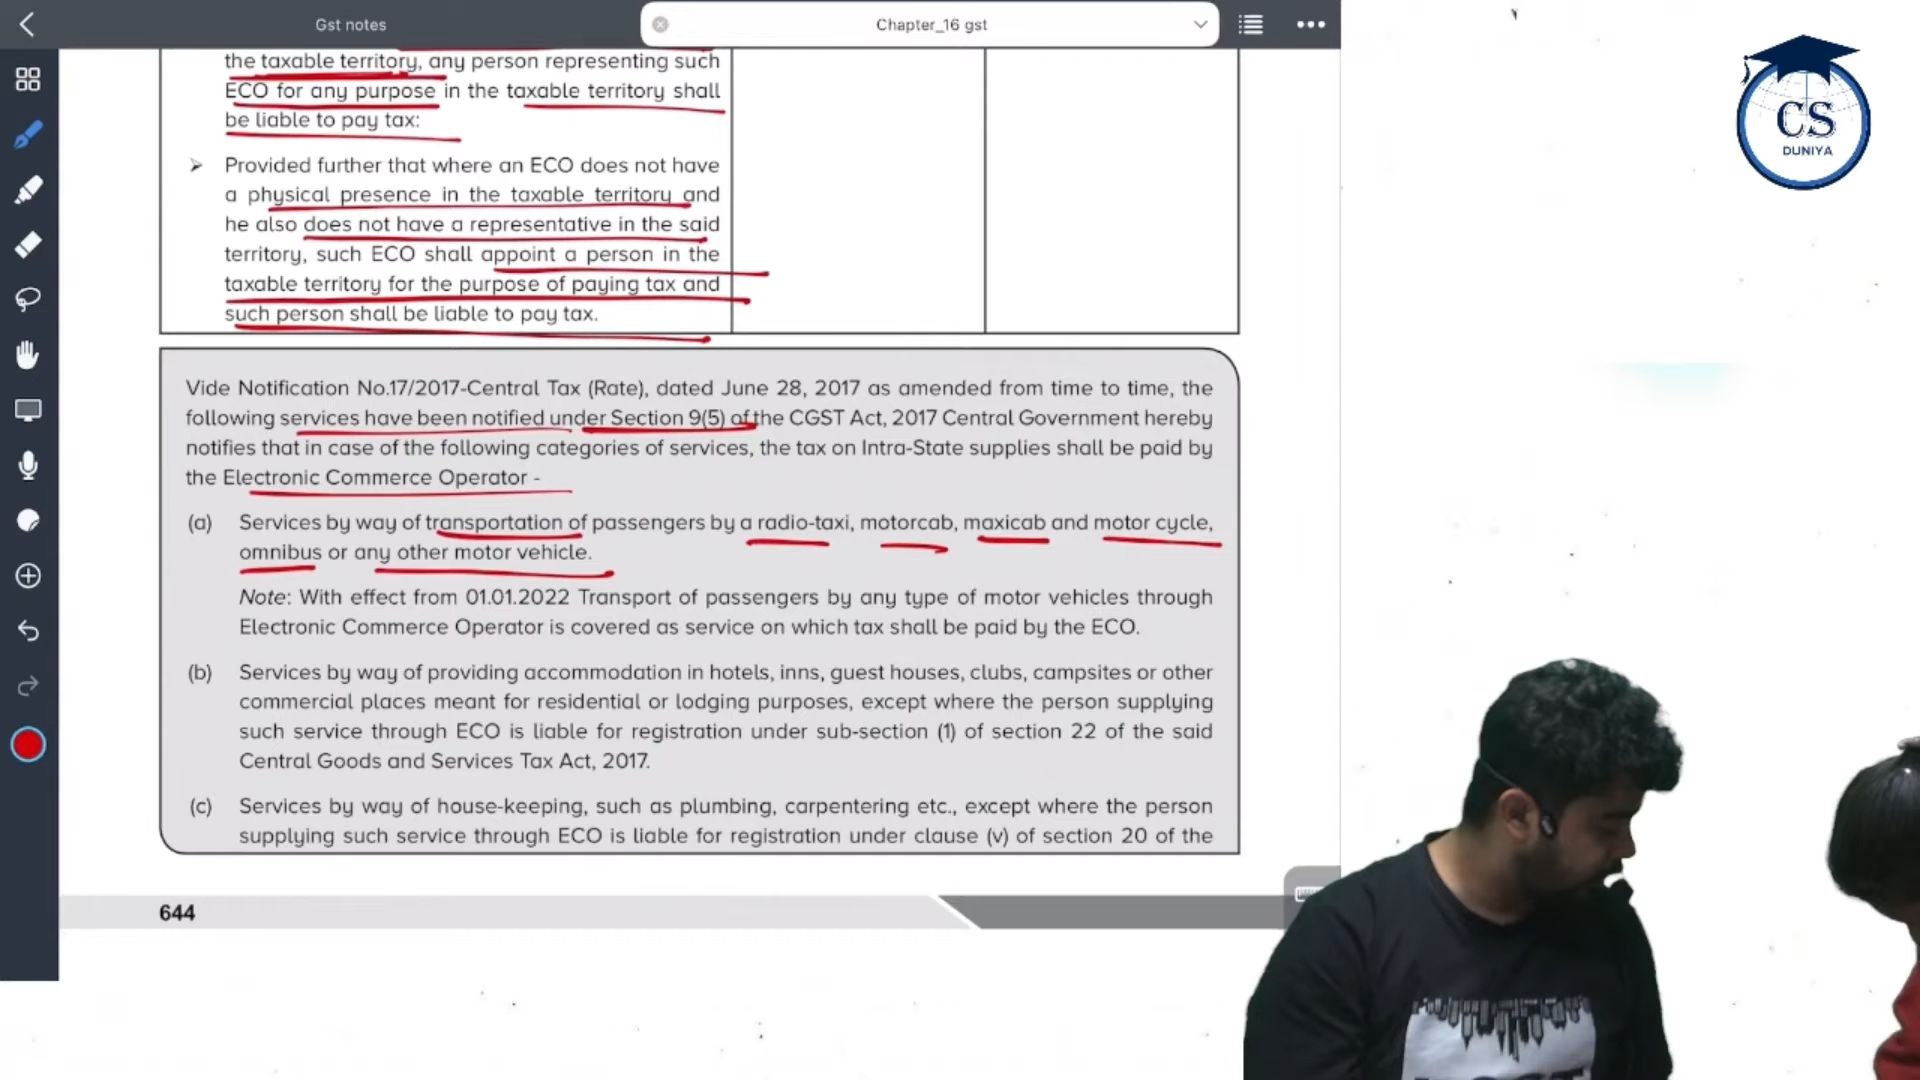 Gst notes
Chapter_16 gst
the taxable territory, any person representing such
ECO for any purpose in the taxable territory shall
be liable to pay tax:
➢ Provided further that where an ECO does not have
a physical presence in the taxable territory and
he also does not have a representative in the said
territory, such ECO shall appoint a person in the
taxable territory for the purpose of paying tax and
such person shall be liable to pay tax.
Vide Notification No.17/2017-Central Tax (Rate), dated June 28, 2017 as amended from time to time, the
following services have been notified under Section 9(5) of the CGST Act, 2017 Central Government hereby
notifies that in case of the following categories of services, the tax on Intra-State supplies shall be paid by
the Electronic Commerce Operator -
(a) Services by way of transportation of passengers by a radio-taxi, motorcab, maxicab and motor cycle,
omnibus or any other motor vehicle.
Note: With effect from 01.01.2022 Transport of passengers by any type of motor vehicles through
Electronic Commerce Operator is covered as service on which tax shall be paid by the ECO.
(b) Services by way of providing accommodation in hotels, inns, guest houses, clubs, campsites or other
commercial places meant for residential or lodging purposes, except where the person supplying
such service through ECO is liable for registration under sub-section (1) of section 22 of the said
Central Goods and Services Tax Act, 2017.
(c) Services by way of house-keeping, such as plumbing, carpentering etc., except where the person
supplying such service through ECO is liable for registration under clause (v) of section 20 of the
644
CS
DUNIYA